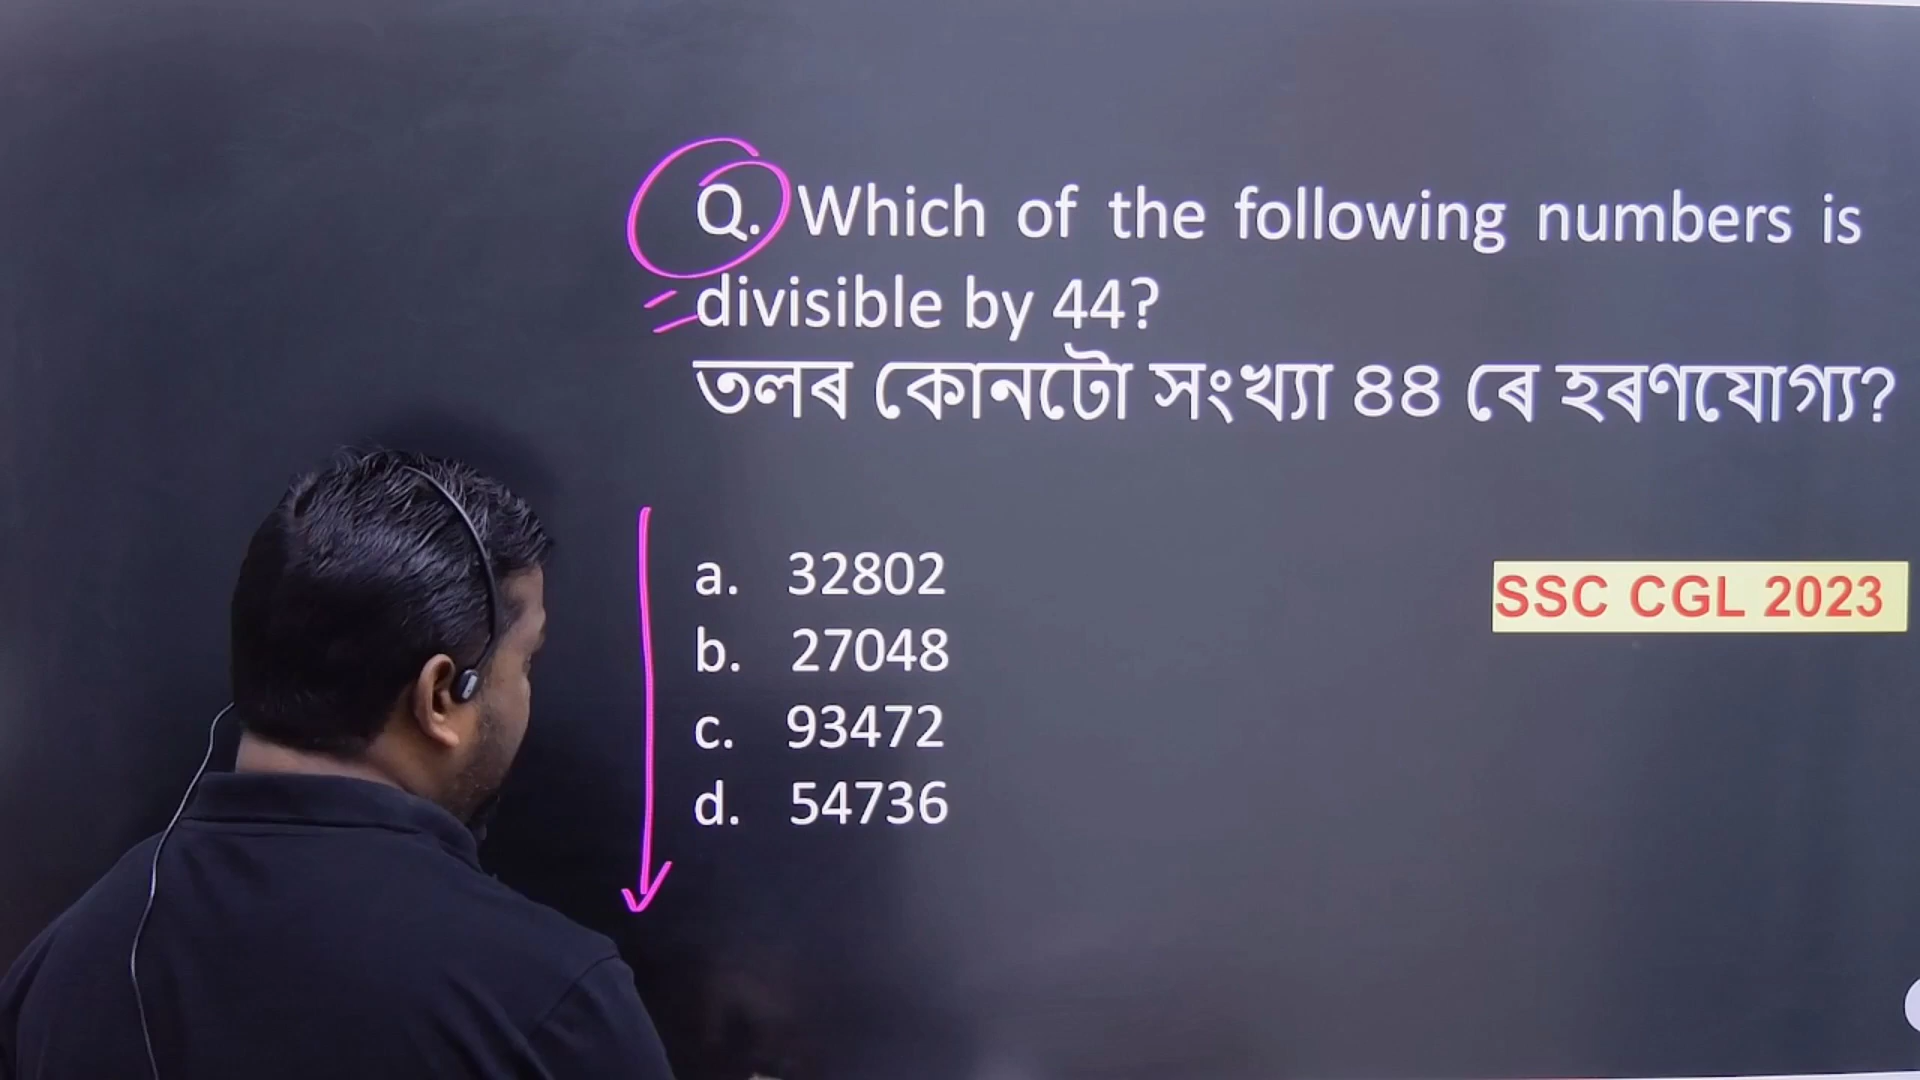 Q. Which of the following numbers is
divisible by 44?
তলৰ কোনটো সংখ্যা ৪৪ ৰে হৰণযোগ্য?
a. 32802
b. 27048
c. 93472
d. 54736
SSC CGL 2023